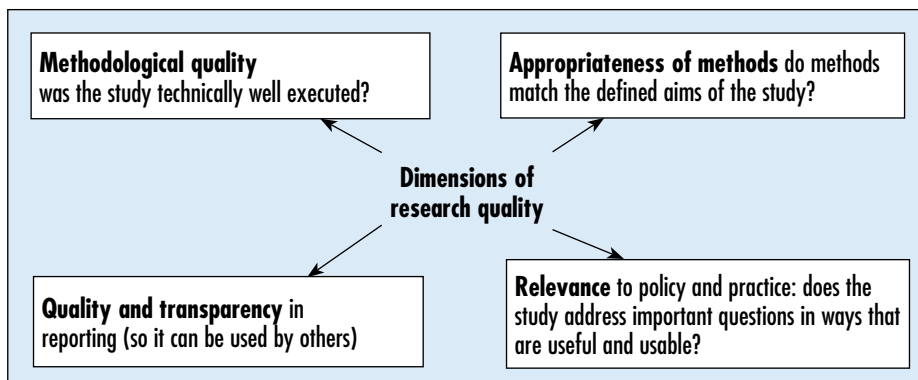 Methodological quality
was the study technically well executed?
Appropriateness of methods do methods
match the defined aims of the study?
Dimensions of
research quality
Quality and transparency in
reporting (so it can be used by others)
Relevance to policy and practice: does the
study address important questions in ways that
are useful and usable?